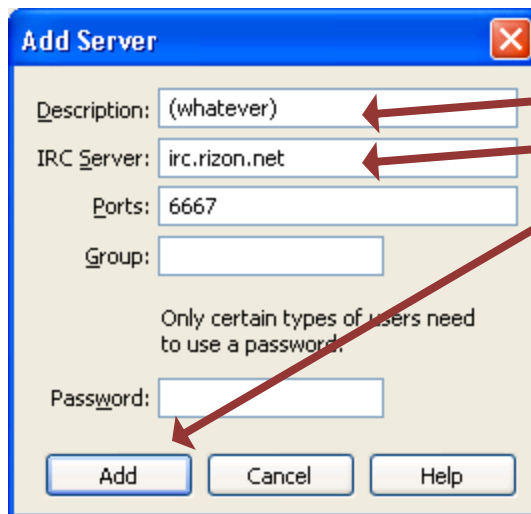 Add Server
Description: (whatever)
IRC Server: irc.rizon.net
Ports: 6667
Group:
Only certain types of users need
to use a password.
Password:
Add Cancel Help